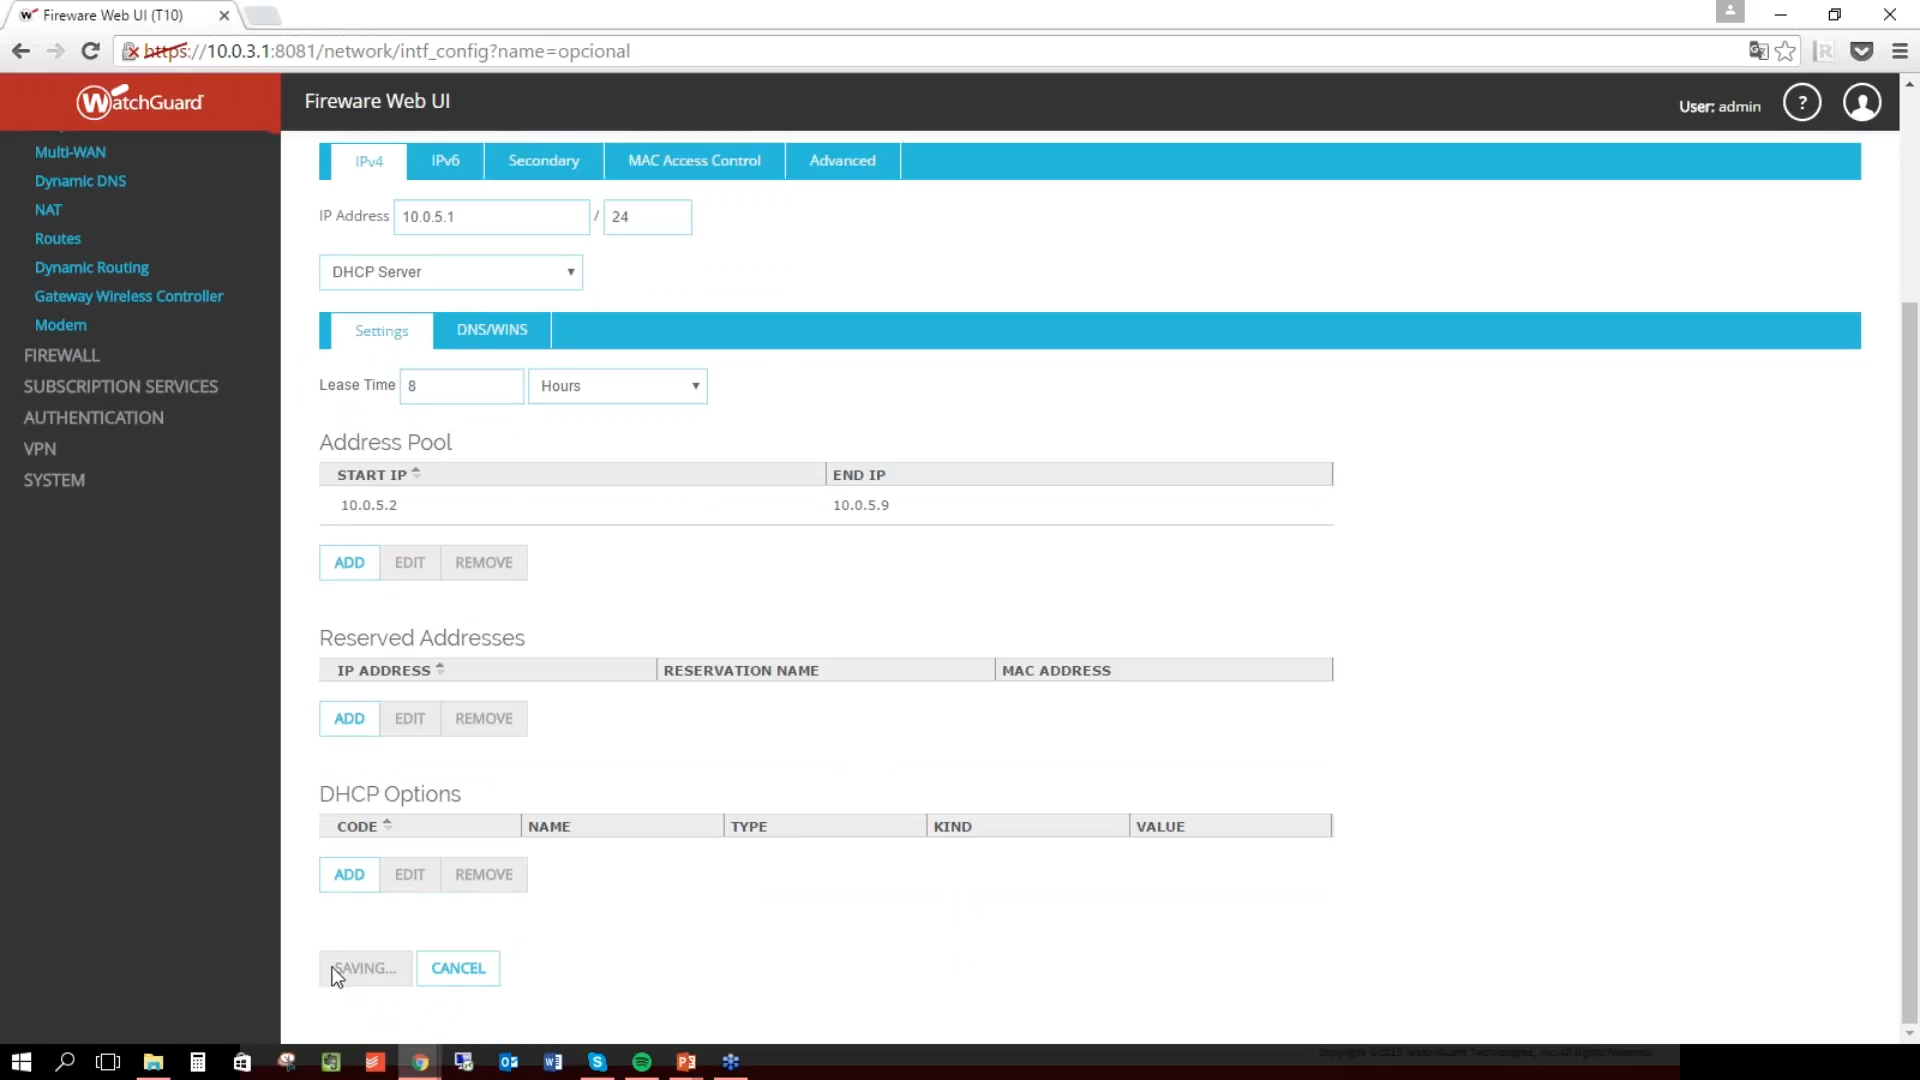 Fireware Web UI (T10)
https://10.0.3.1:8081/network/intf_config?name=opcional
WatchGuard
Fireware Web UI
User: admin
?
Multi-WAN
Dynamic DNS
NAT
Routes
Dynamic Routing
Gateway Wireless Controller
Modem
FIREWALL
SUBSCRIPTION SERVICES
AUTHENTICATION
VPN
SYSTEM
IPv4 IPv6 Secondary MAC Access Control Advanced
IP Address 10.0.5.1 / 24
DHCP Server
Settings DNS/WINS
Lease Time 8 Hours
Address Pool
START IP END IP
10.0.5.2 10.0.5.9
ADD EDIT REMOVE
Reserved Addresses
IP ADDRESS RESERVATION NAME MAC ADDRESS
ADD EDIT REMOVE
DHCP Options
CODE NAME TYPE KIND VALUE
ADD EDIT REMOVE
SAVING... CANCEL